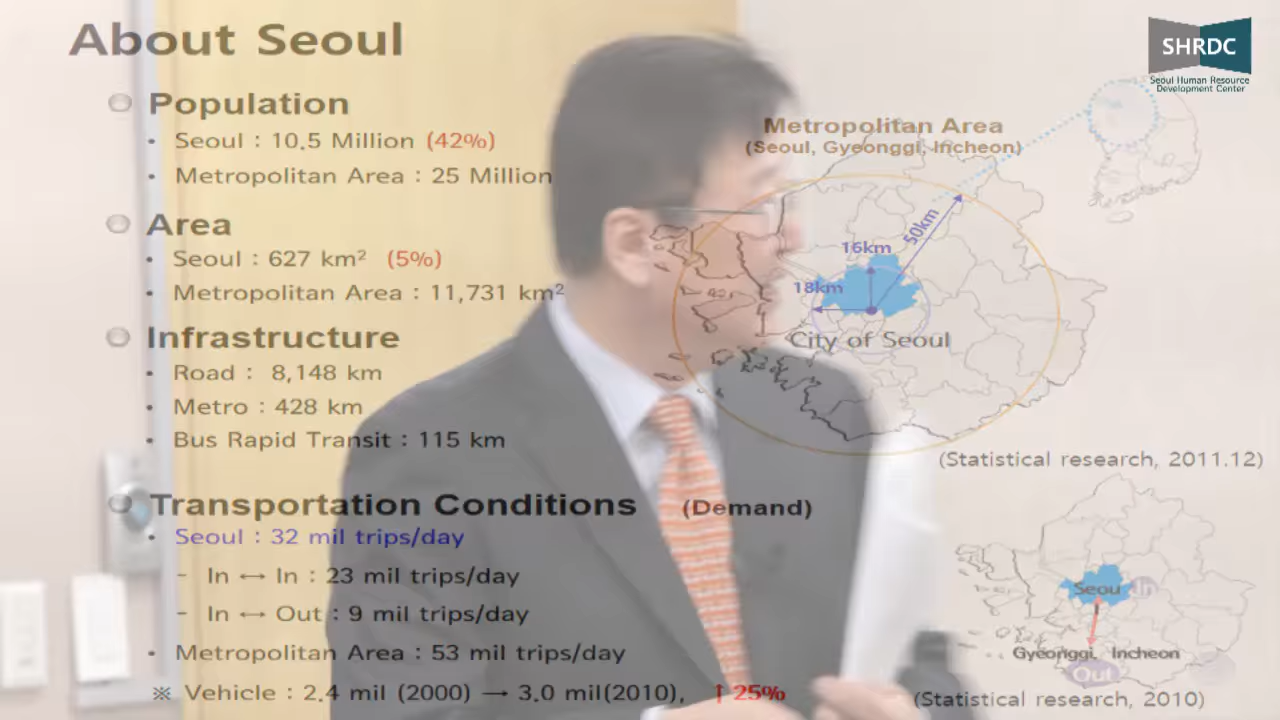 About Seoul
SHRDC
Seoul Human Resource
Development Center
Population
• Seoul : 10.5 Million (42%)
• Metropolitan Area : 25 Million
Area
• Seoul : 627 km² (5%)
• Metropolitan Area : 11,731 km²
Infrastructure
• Road : 8,148 km
• Metro : 428 km
• Bus Rapid Transit : 115 km
Metropolitan Area
(Seoul, Gyeonggi, Incheon)
50km
16km
18km
City of Seoul
(Statistical research, 2011.12)
Transportation Conditions (Demand)
• Seoul : 32 mil trips/day
- In ↔ In : 23 mil trips/day
- In ↔ Out : 9 mil trips/day
• Metropolitan Area : 53 mil trips/day
※ Vehicle : 2.4 mil (2000) → 3.0 mil(2010), ↑ 25%
Seoul In
Gyeonggi, Incheon
Out
(Statistical research, 2010)